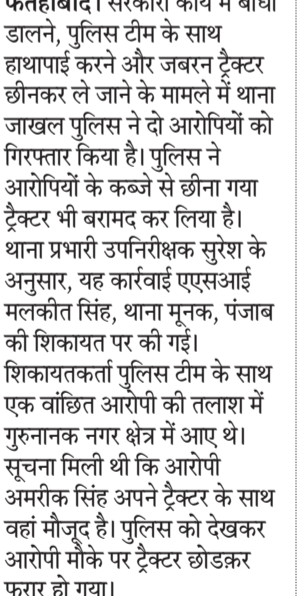 फतेहाबाद। सरकारी कार्य में बाधा
डालने, पुलिस टीम के साथ
हाथापाई करने और जबरन ट्रैक्टर
छीनकर ले जाने के मामले में थाना
जाखल पुलिस ने दो आरोपियों को
गिरफ्तार किया है। पुलिस ने
आरोपियों के कब्जे से छीना गया
ट्रैक्टर भी बरामद कर लिया है।
थाना प्रभारी उपनिरीक्षक सुरेश के
अनुसार, यह कार्रवाई एएसआई
मलकीत सिंह, थाना मूनक, पंजाब
की शिकायत पर की गई।
शिकायतकर्ता पुलिस टीम के साथ
एक वांछित आरोपी की तलाश में
गुरुनानक नगर क्षेत्र में आए थे।
सूचना मिली थी कि आरोपी
अमरीक सिंह अपने ट्रैक्टर के साथ
वहां मौजूद है। पुलिस को देखकर
आरोपी मौके पर ट्रैक्टर छोडक़र
फरार हो गया।